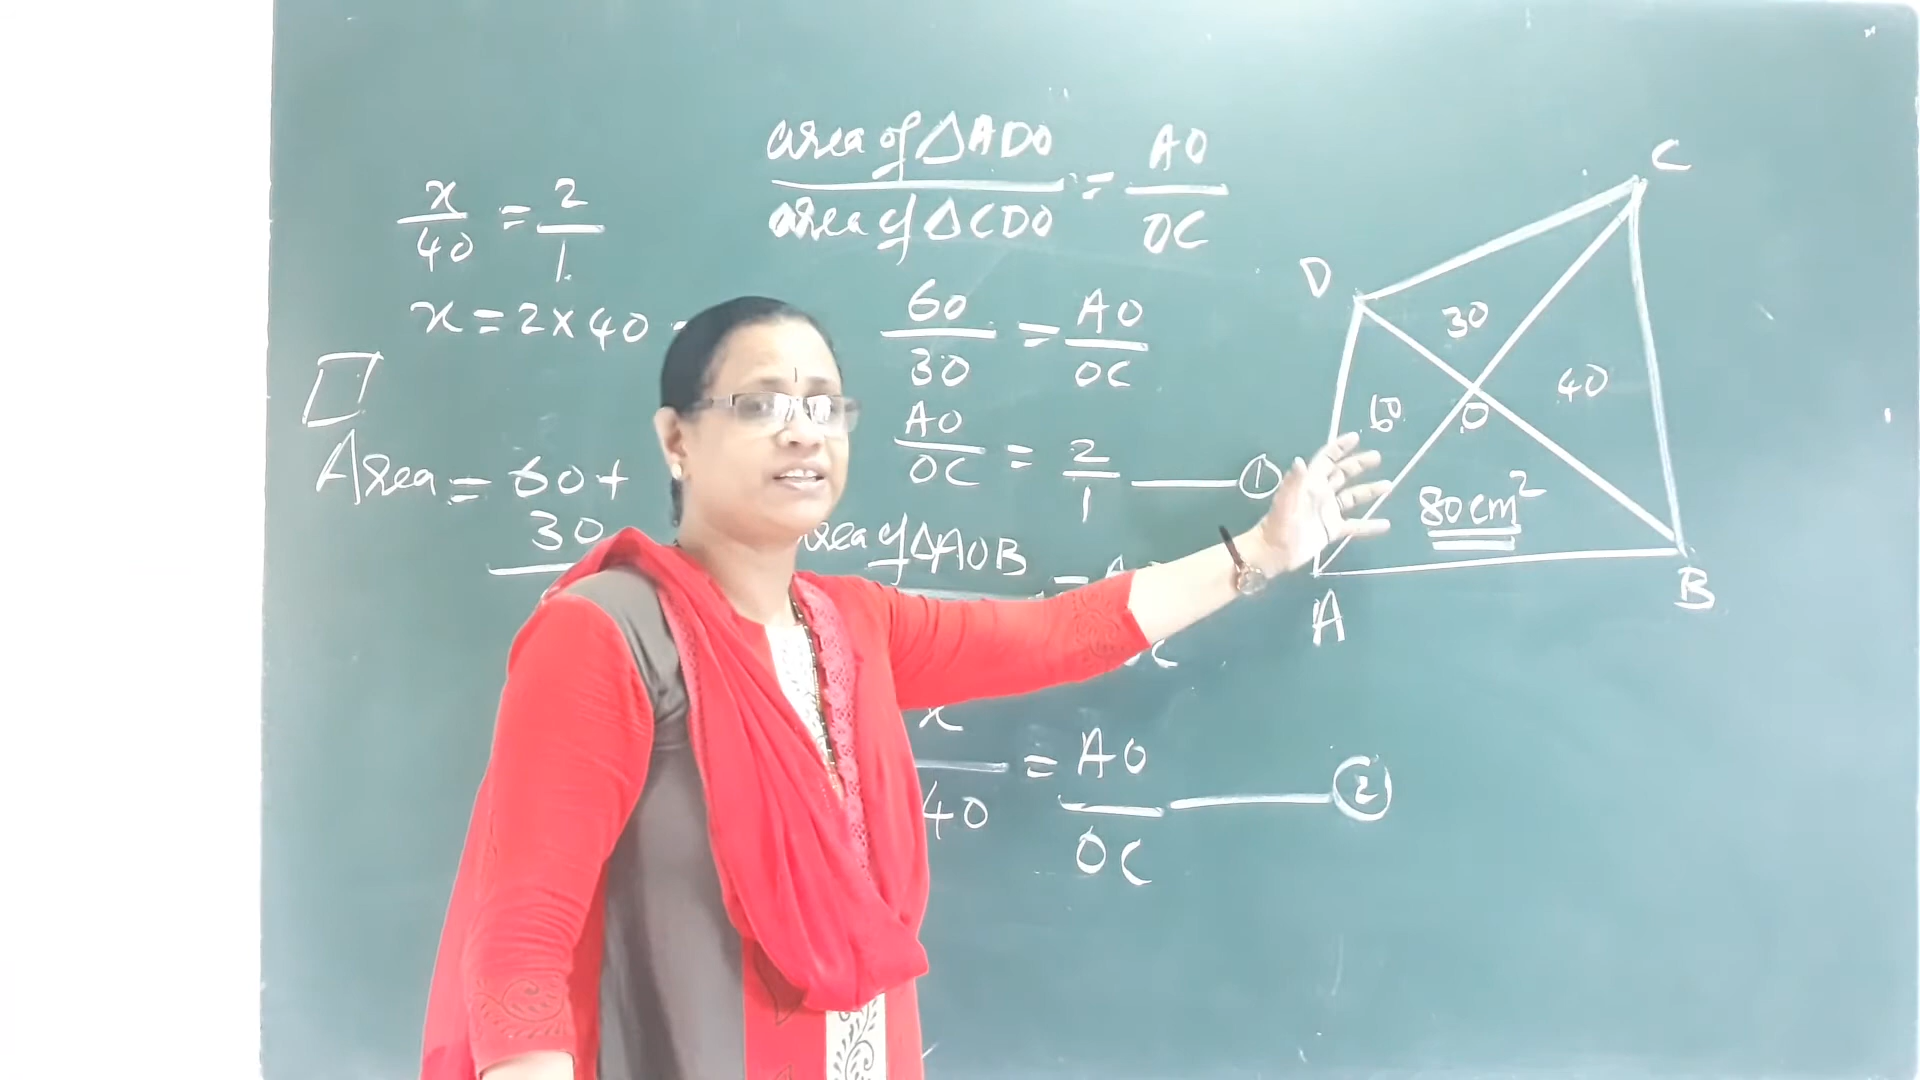 x/40 = 2/1
x = 2 x 40
Area = 60 +
30
area of △ADO / area of △CDO = AO/OC
60/30 = AO/OC
AO/OC = 2/1 — ①
area of △AOB =
x/40 = AO/OC — ②
C
D
30
40
60
O
80 cm²
A
B